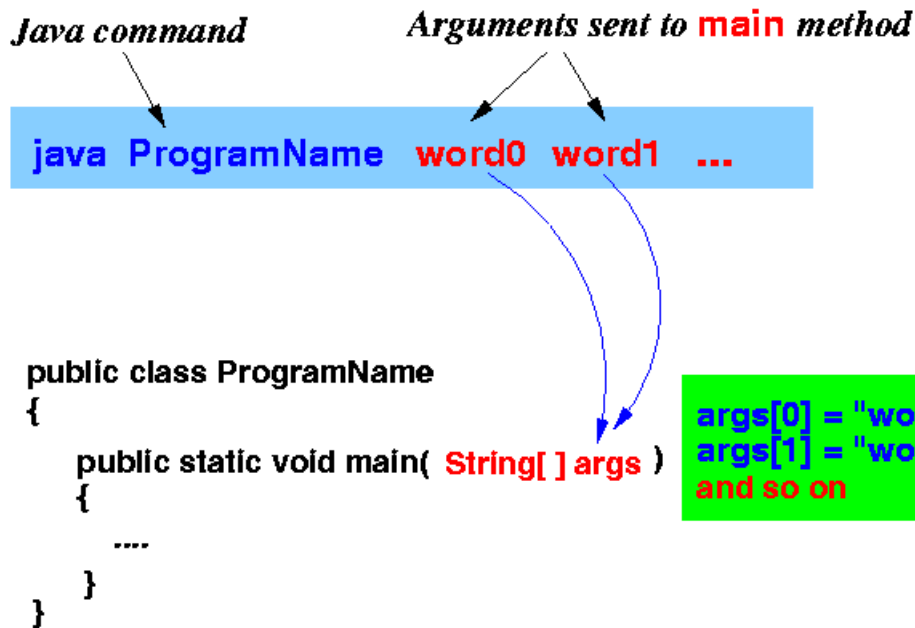 Java command
Arguments sent to main method
java ProgramName word0 word1 ...
public class ProgramName
{
public static void main( String[ ] args )
{
....
}
}
args[0] = "wo
args[1] = "wo
and so on